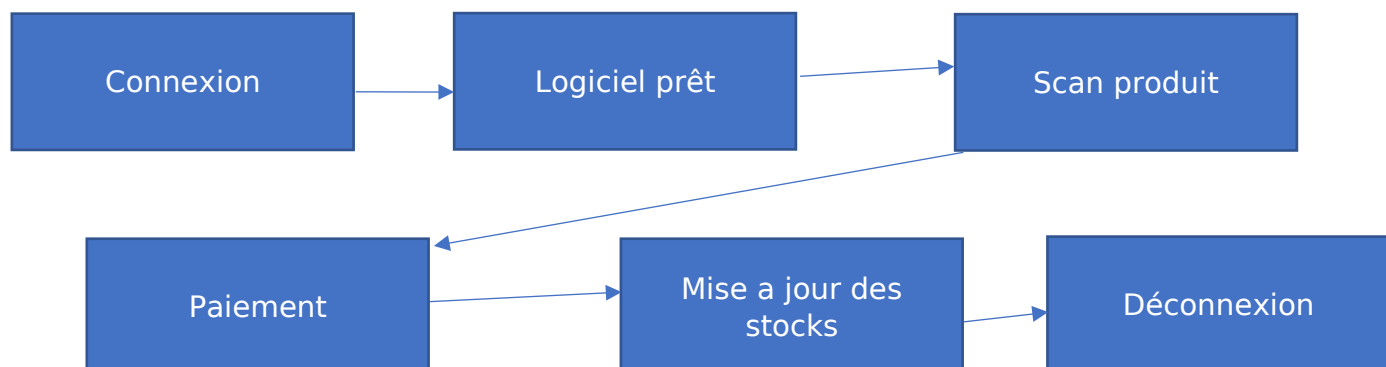 Connexion
Logiciel prêt
Scan produit
Paiement
Mise a jour des
stocks
Déconnexion